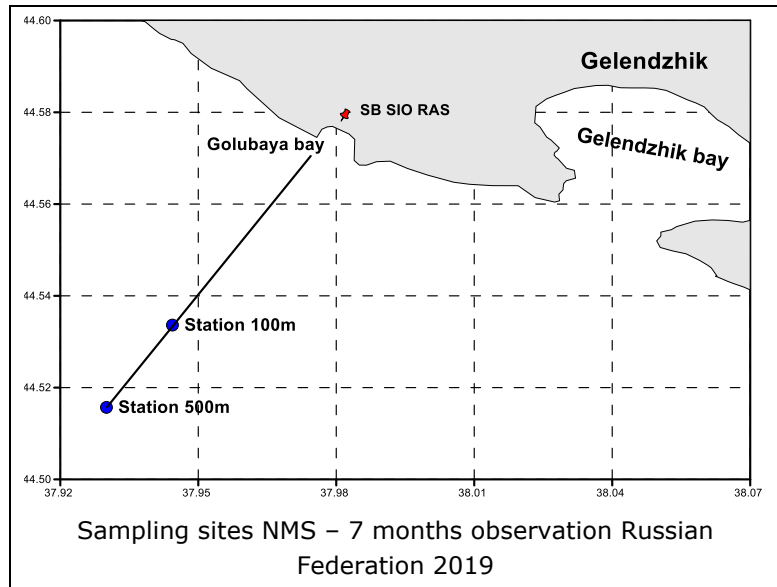 44.60
Gelendzhik
44.58
SB SIO RAS
Golubaya bay
Gelendzhik bay
44.56
44.54
Station 100m
44.52
Station 500m
44.50
37.92 37.95 37.98 38.01 38.04 38.07
Sampling sites NMS – 7 months observation Russian
Federation 2019